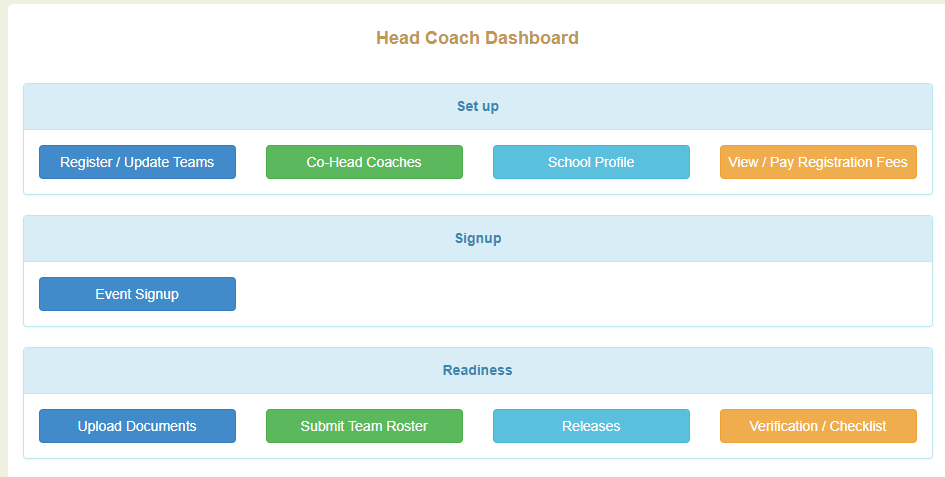 Head Coach Dashboard
Set up
Register / Update Teams
Co-Head Coaches
School Profile
View / Pay Registration Fees
Signup
Event Signup
Readiness
Upload Documents
Submit Team Roster
Releases
Verification / Checklist